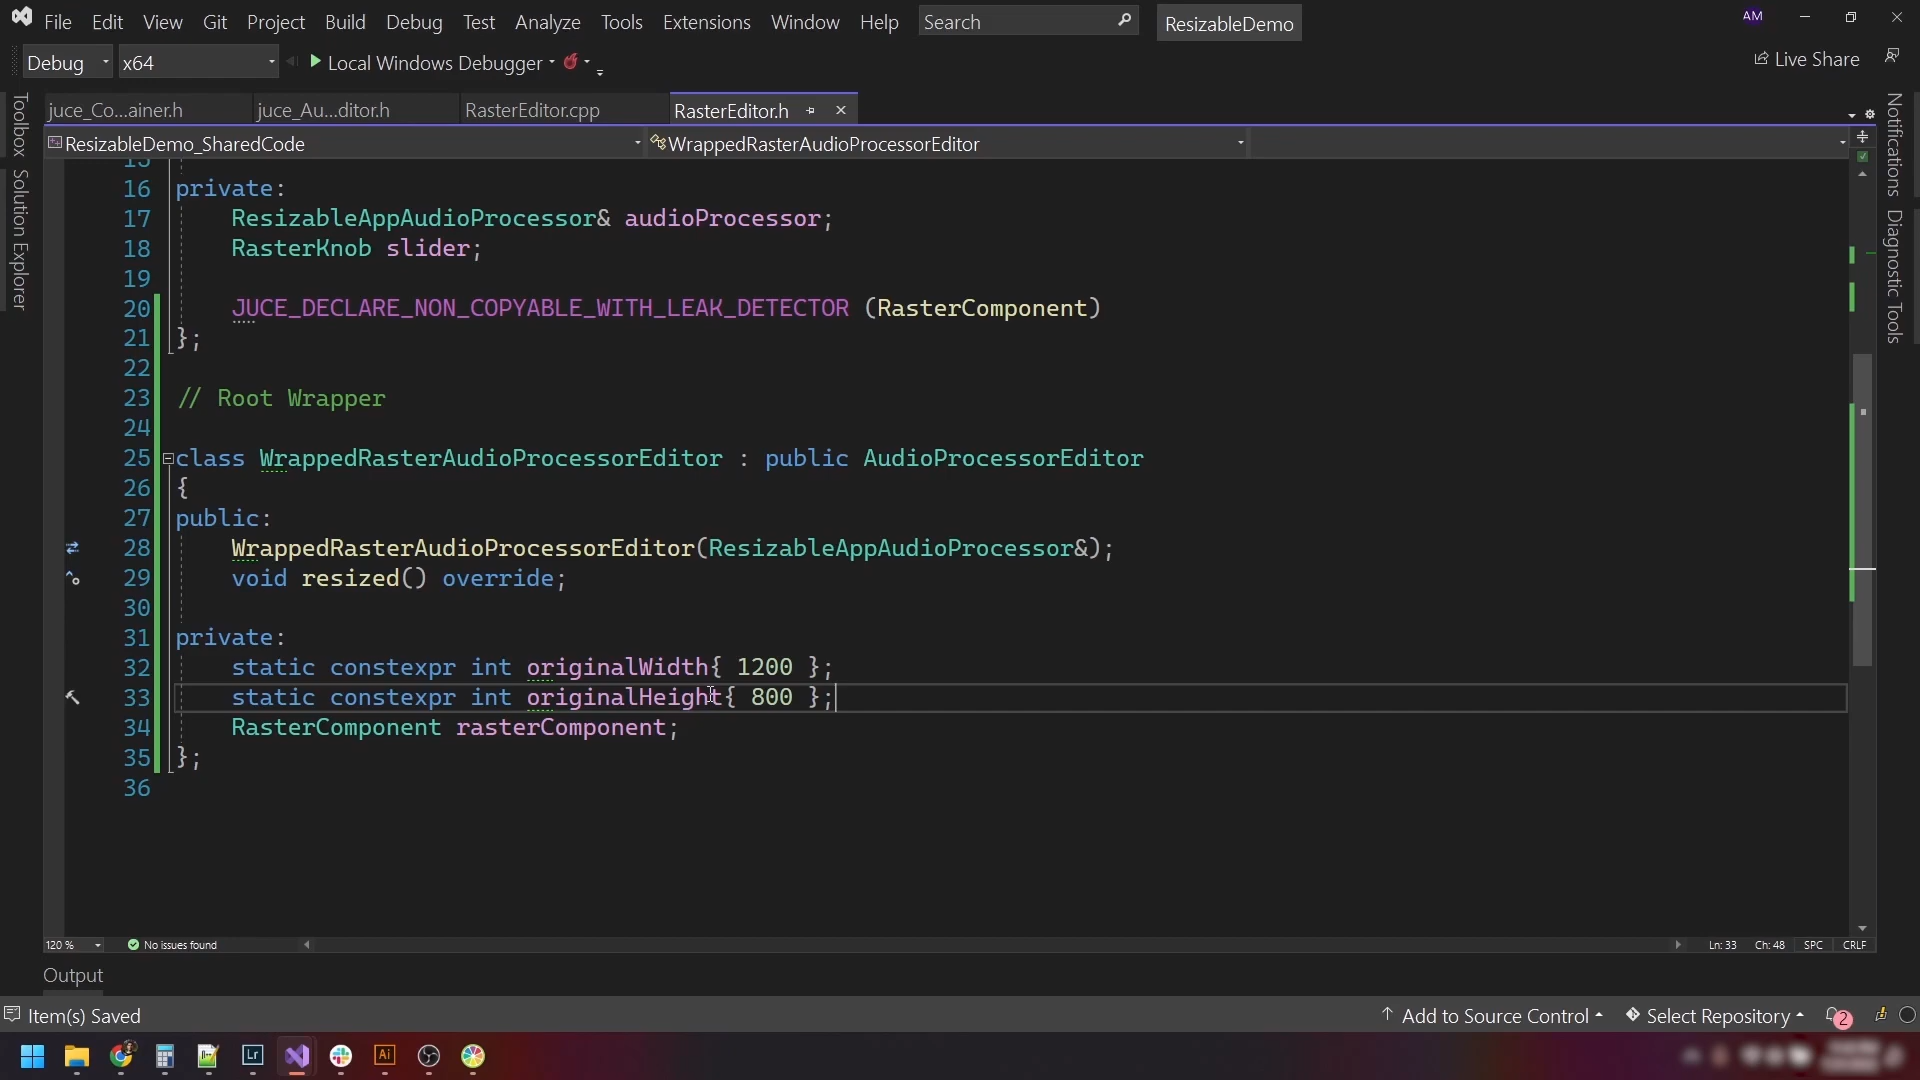 File Edit View Git Project Build Debug Test Analyze Tools Extensions Window Help Search ResizableDemo AM
Debug x64 Local Windows Debugger Live Share
juce_Co...ainer.h juce_Au...ditor.h RasterEditor.cpp RasterEditor.h
ResizableDemo_SharedCode WrappedRasterAudioProcessorEditor
Toolbox
Solution Explorer
Notifications
Diagnostic Tools
15
16 private:
17 ResizableAppAudioProcessor& audioProcessor;
18 RasterKnob slider;
19
20 JUCE_DECLARE_NON_COPYABLE_WITH_LEAK_DETECTOR (RasterComponent)
21 };
22
23 // Root Wrapper
24
25 class WrappedRasterAudioProcessorEditor : public AudioProcessorEditor
26 {
27 public:
28 WrappedRasterAudioProcessorEditor(ResizableAppAudioProcessor&);
29 void resized() override;
30
31 private:
32 static constexpr int originalWidth{ 1200 };
33 static constexpr int originalHeight{ 800 };
34 RasterComponent rasterComponent;
35 };
36
120 % No issues found Ln: 33 Ch: 48 SPC CRLF
Output
Item(s) Saved Add to Source Control Select Repository 2
Lr Ai